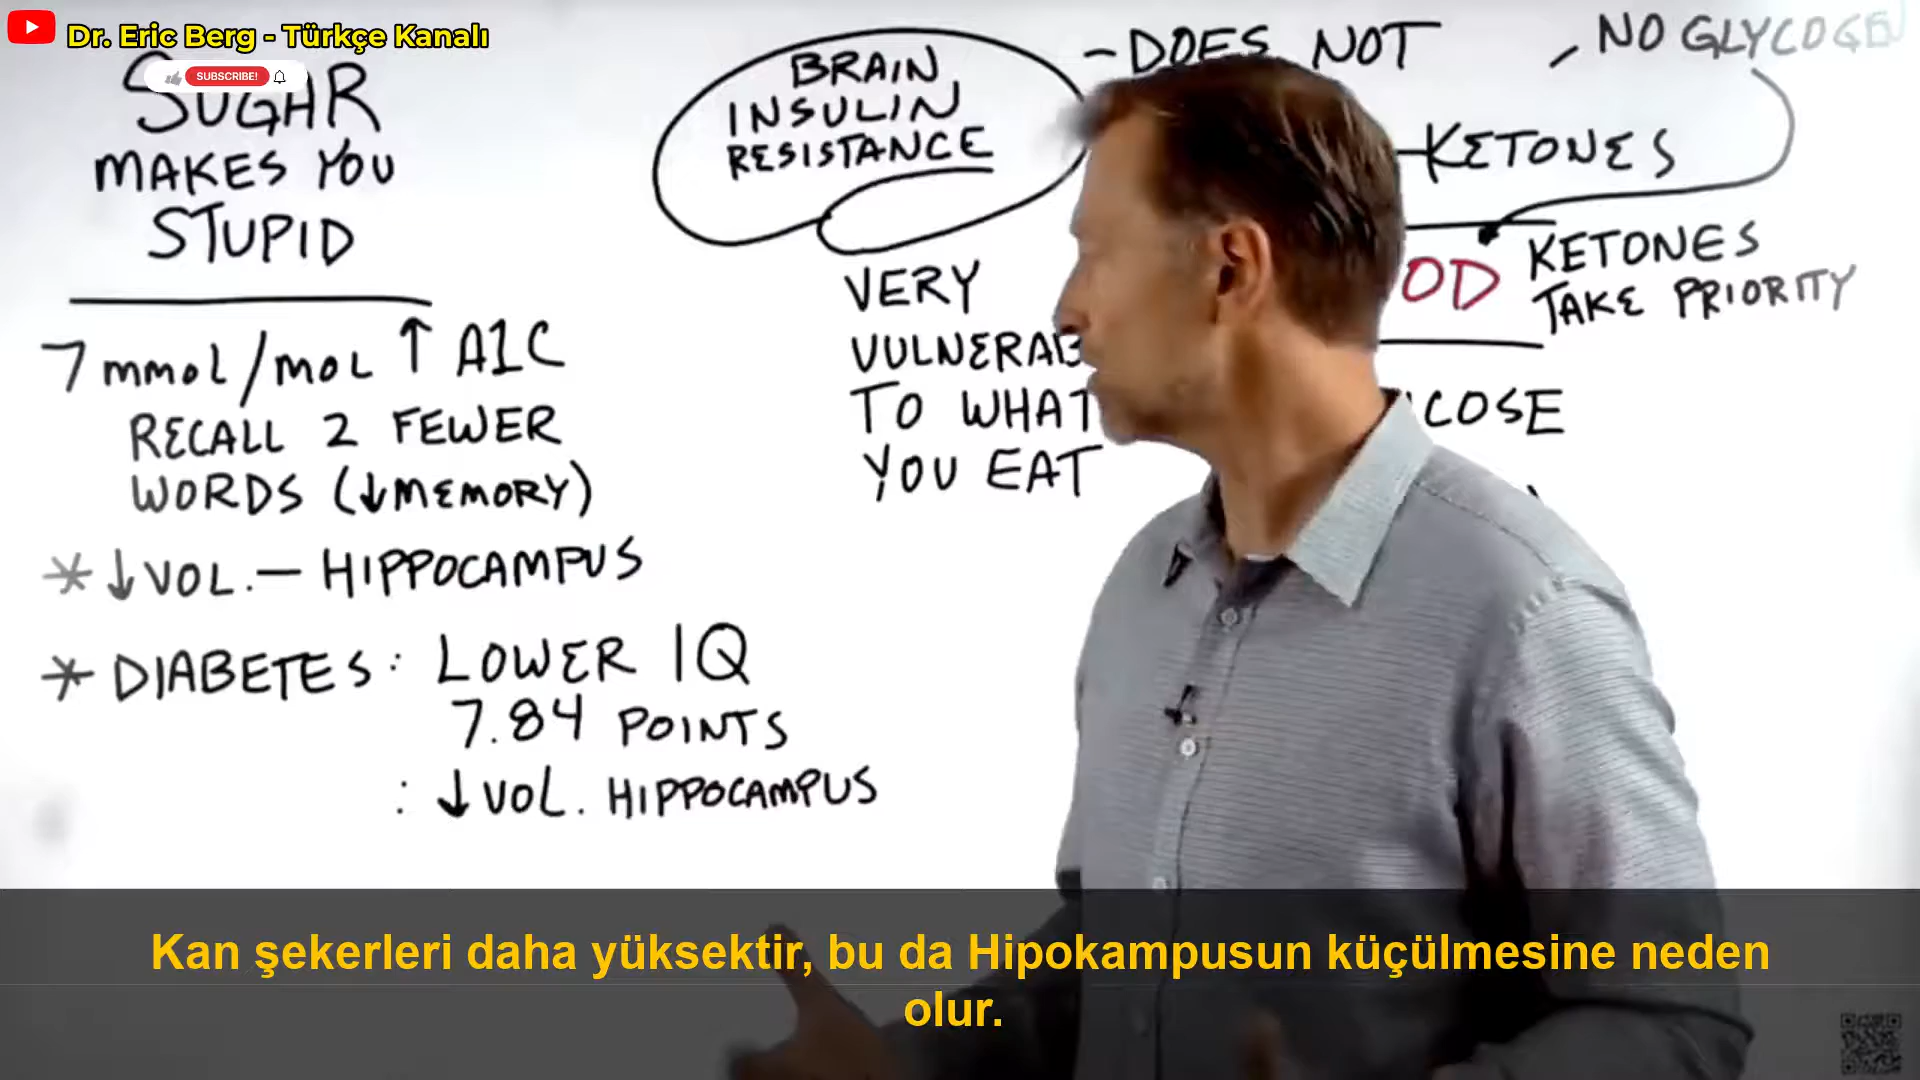 Dr. Eric Berg - Türkçe Kanalı
SUBSCRIBE!
SUGAR
MAKES YOU
STUPID
7 mmol/mol ↑ A1C
RECALL 2 FEWER
WORDS (↓MEMORY)
* ↓ VOL. — HIPPOCAMPUS
* DIABETES: LOWER IQ
7.84 POINTS
: ↓ VOL. HIPPOCAMPUS
BRAIN
INSULIN
RESISTANCE
VERY
VULNERAB
TO WHAT
YOU EAT
- DOES NOT
NO GLYCOGEN
KETONES
OD
KETONES
TAKE PRIORITY
COSE
Kan şekerleri daha yüksektir, bu da Hipokampusun küçülmesine neden
olur.